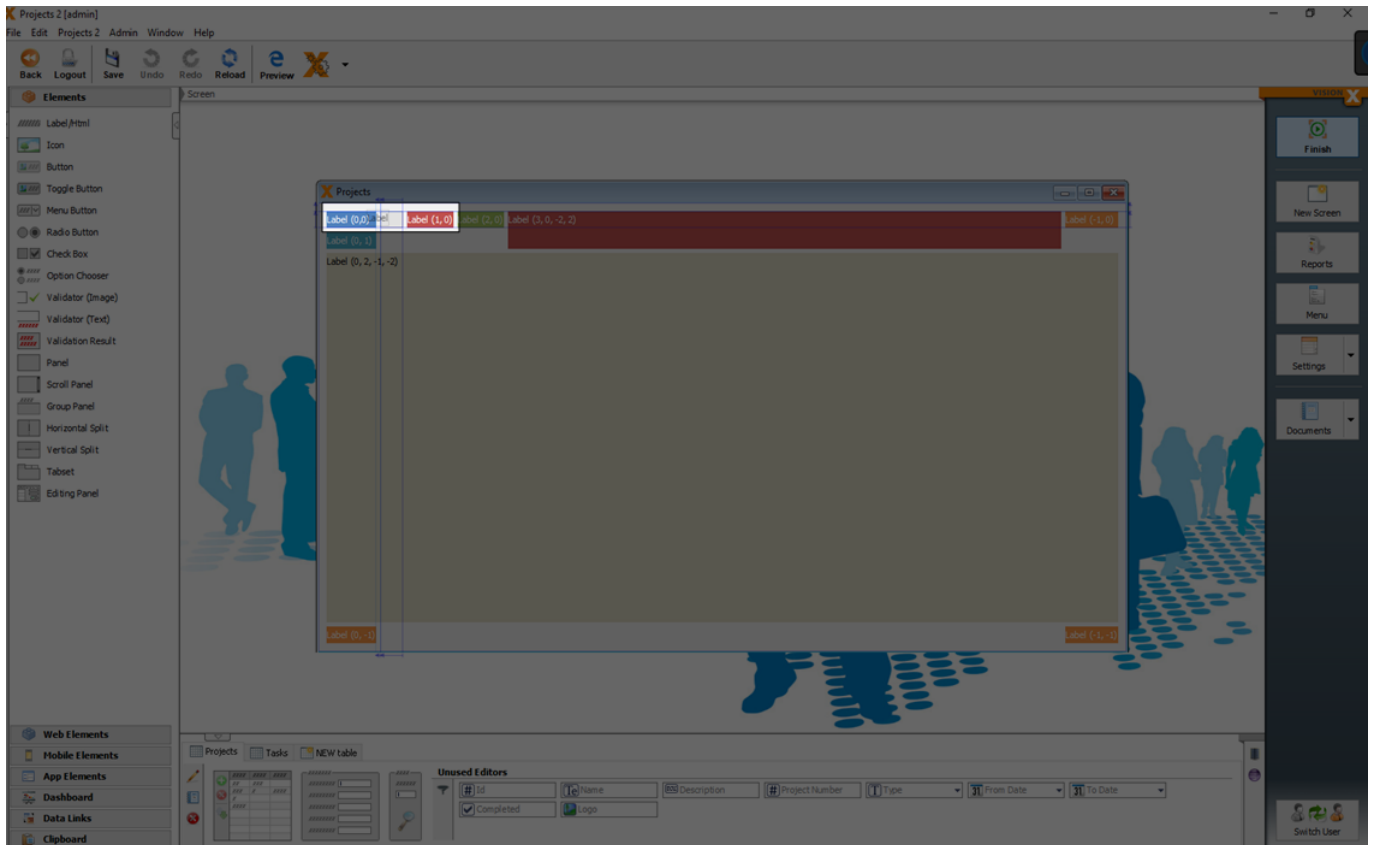 Projects 2 [admin]
File Edit Projects 2 Admin Window Help
Back Logout Save Undo Redo Reload Preview
Elements
Screen
VISION X
Label/Html
Icon
Button
Toggle Button
Menu Button
Radio Button
Check Box
Option Chooser
Validator (Image)
Validator (Text)
Validation Result
Panel
Scroll Panel
Group Panel
Horizontal Split
Vertical Split
Tabset
Editing Panel
Projects
Label (0,0) Label Label (1, 0) Label (2, 0) Label (3, 0, -2, 2) Label (-1, 0)
Label (0, 1)
Label (0, 2, -1, -2)
Label (0, -1) Label (-1, -1)
Finish
New Screen
Reports
Menu
Settings
Documents
Web Elements
Mobile Elements
App Elements
Dashboard
Data Links
Clipboard
Projects Tasks NEW table
Unused Editors
Id Name Description Project Number Type From Date To Date
Completed Logo
Switch User